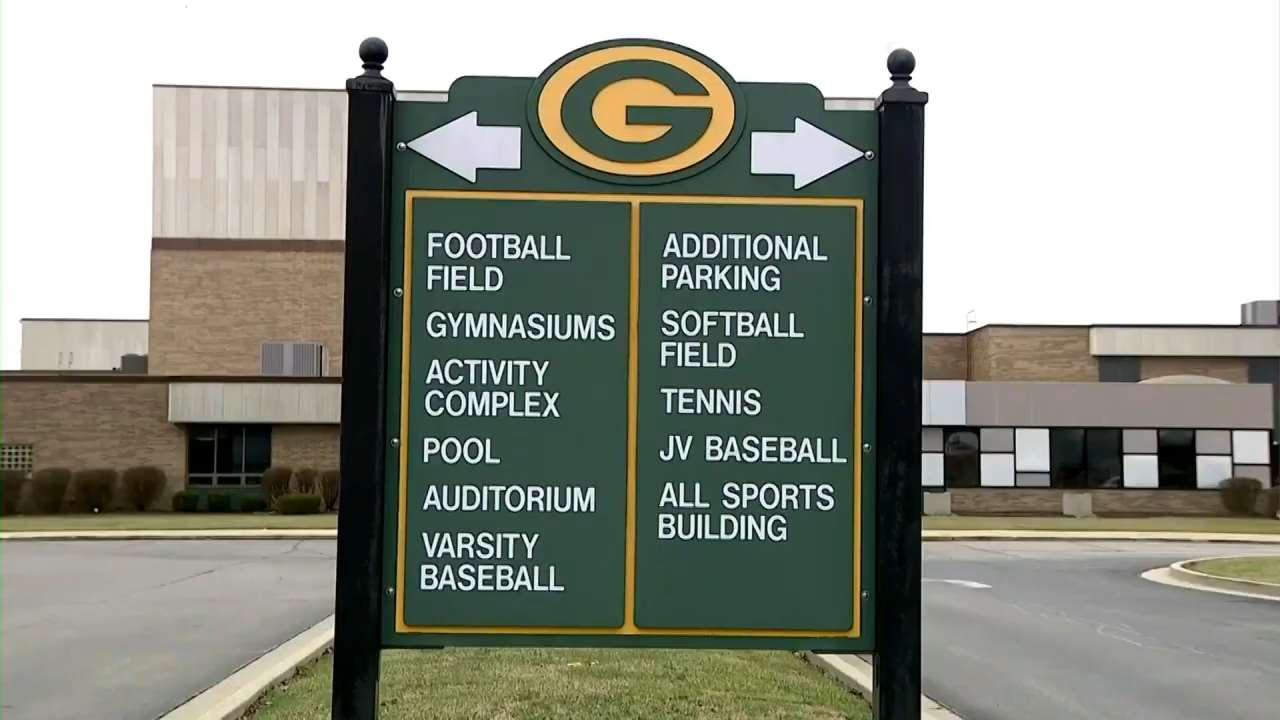 G
FOOTBALL
FIELD
GYMNASIUMS
ACTIVITY
COMPLEX
POOL
AUDITORIUM
VARSITY
BASEBALL
ADDITIONAL
PARKING
SOFTBALL
FIELD
TENNIS
JV BASEBALL
ALL SPORTS
BUILDING